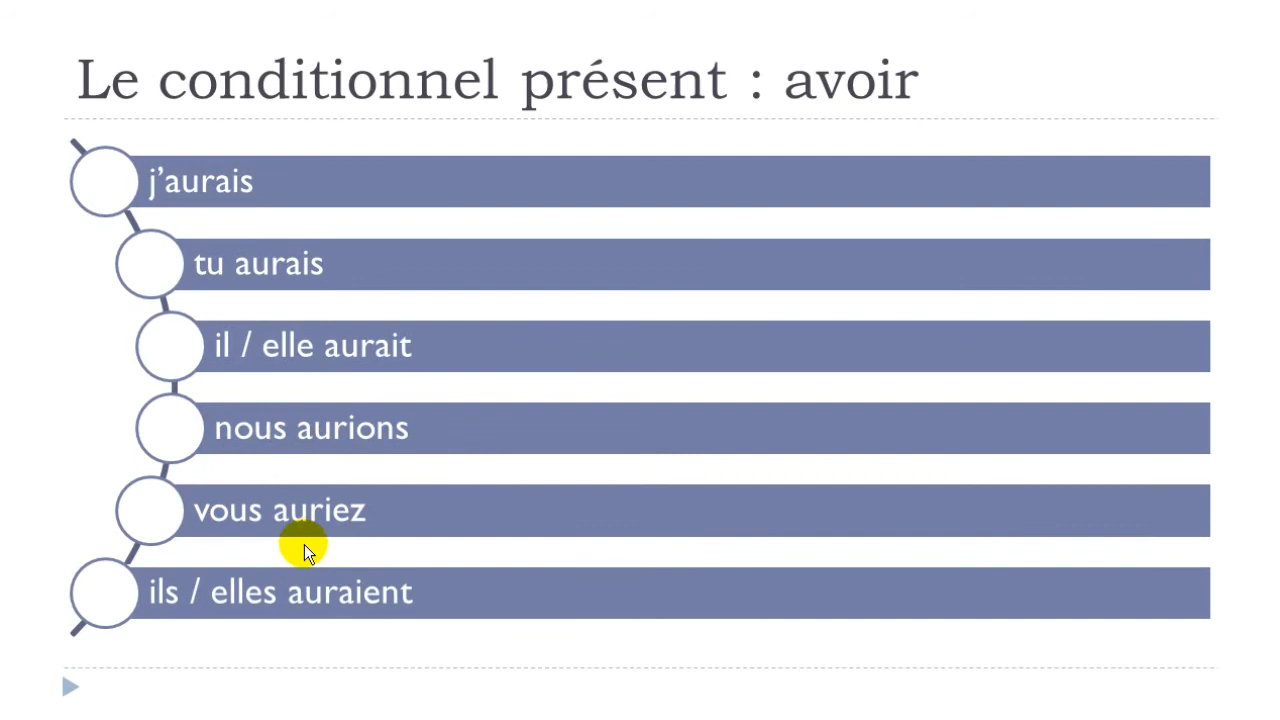 Le conditionnel présent : avoir
j’aurais
tu aurais
il / elle aurait
nous aurions
vous auriez
ils / elles auraient